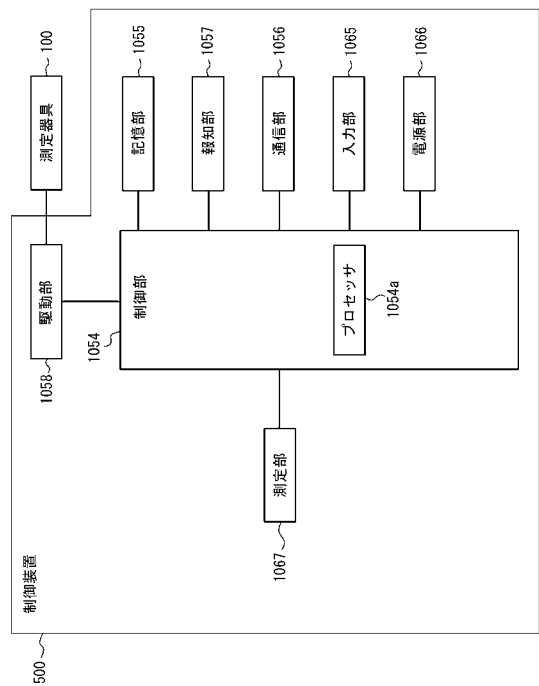 500
制御装置
1058
駆動部
測定器具
100
1054
制御部
プロセッサ
1054a
記憶部
1055
報知部
1057
通信部
1056
入力部
1065
電源部
1066
測定部
1067